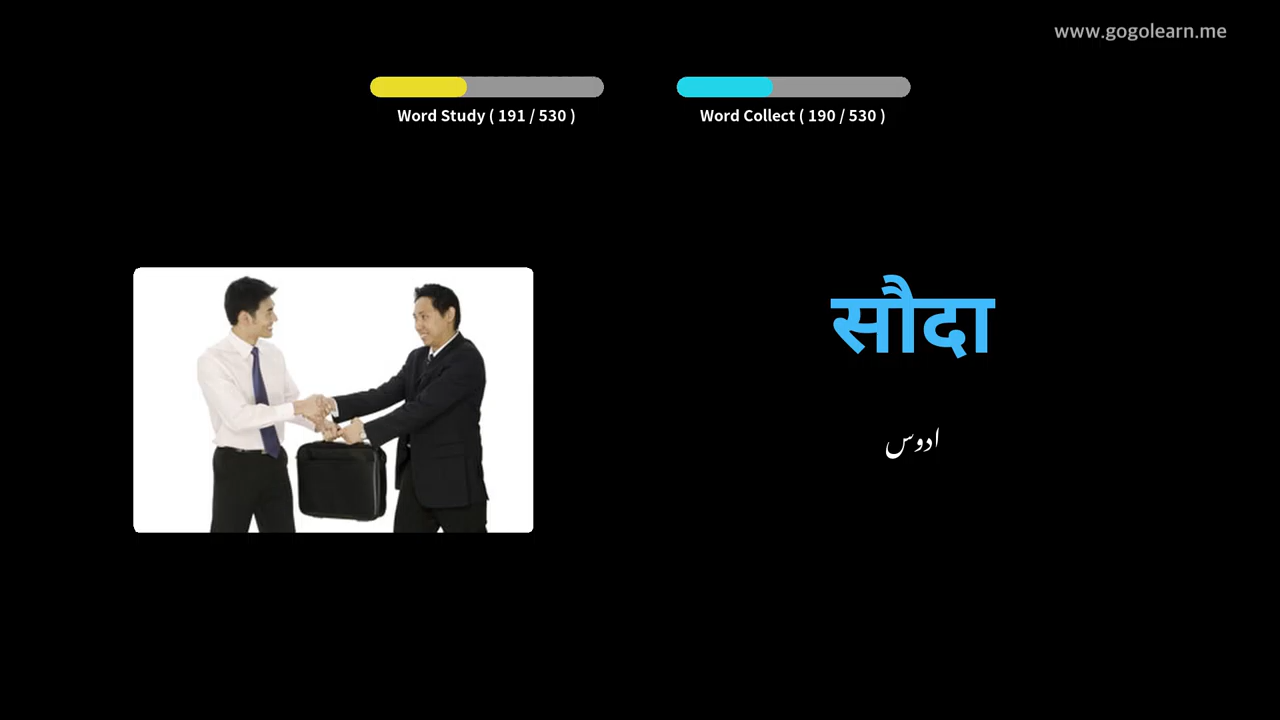 www.gogolearn.me
Word Study ( 191 / 530 )
Word Collect ( 190 / 530 )
सौदा
ادوس